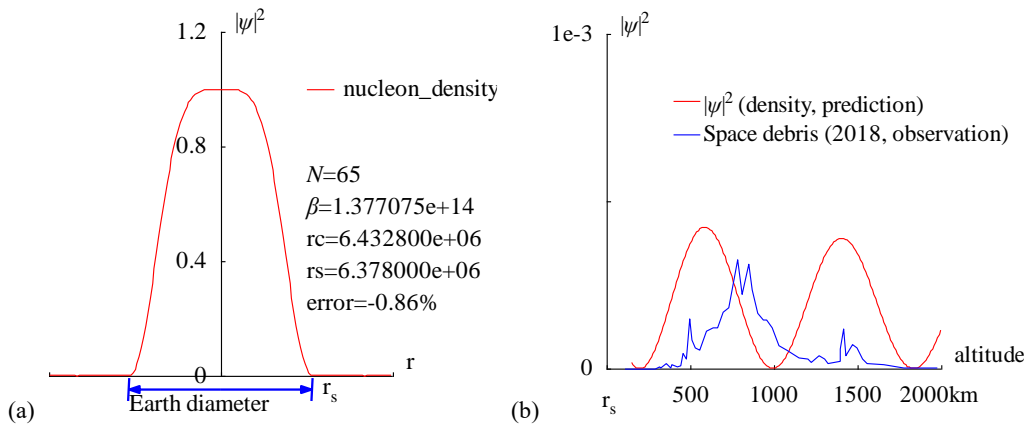 |ψ|²
1.2
nucleon_density
0.8
N=65
β=1.377075e+14
rc=6.432800e+06
0.4
rs=6.378000e+06
error=-0.86%
0
r
rₛ
Earth diameter
(a)
|ψ|²
1e-3
|ψ|² (density, prediction)
Space debris (2018, observation)
0
altitude
rₛ
500
1000
1500
2000km
(b)